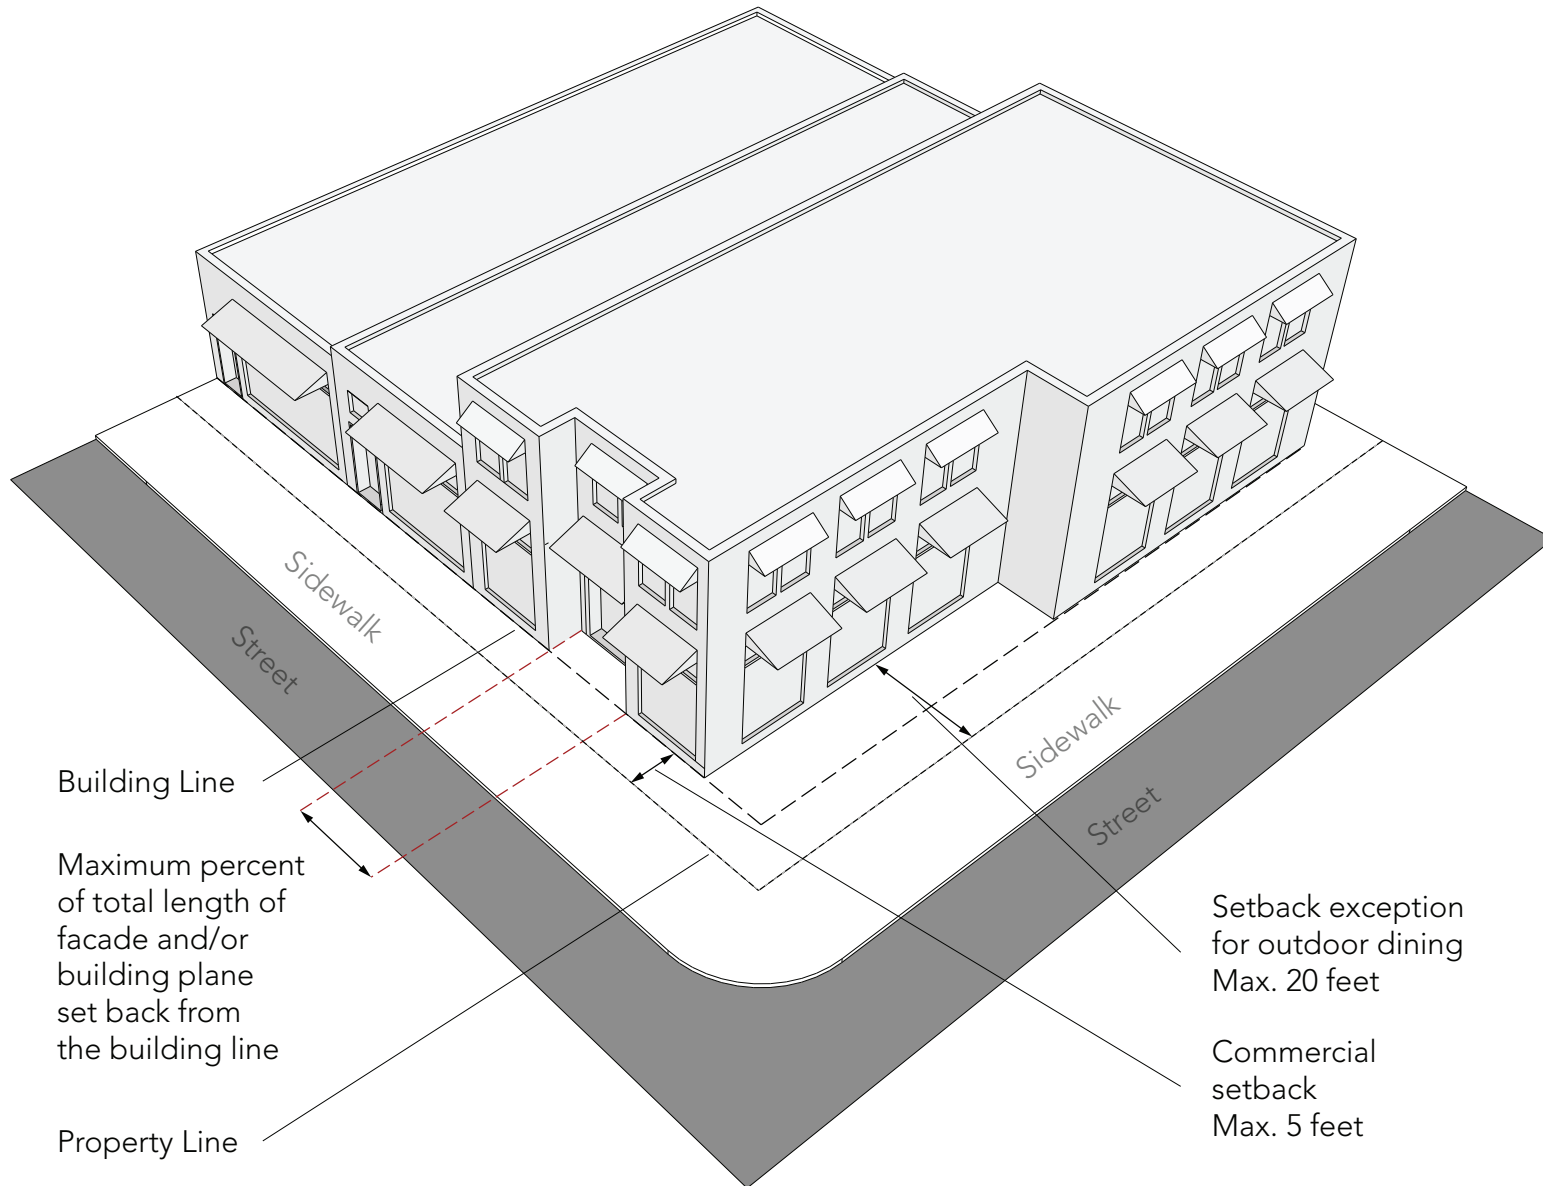 Sidewalk
Street
Building Line
Maximum percent
of total length of
facade and/or
building plane
set back from
the building line
Property Line
Sidewalk
Street
Setback exception
for outdoor dining
Max. 20 feet
Commercial
setback
Max. 5 feet